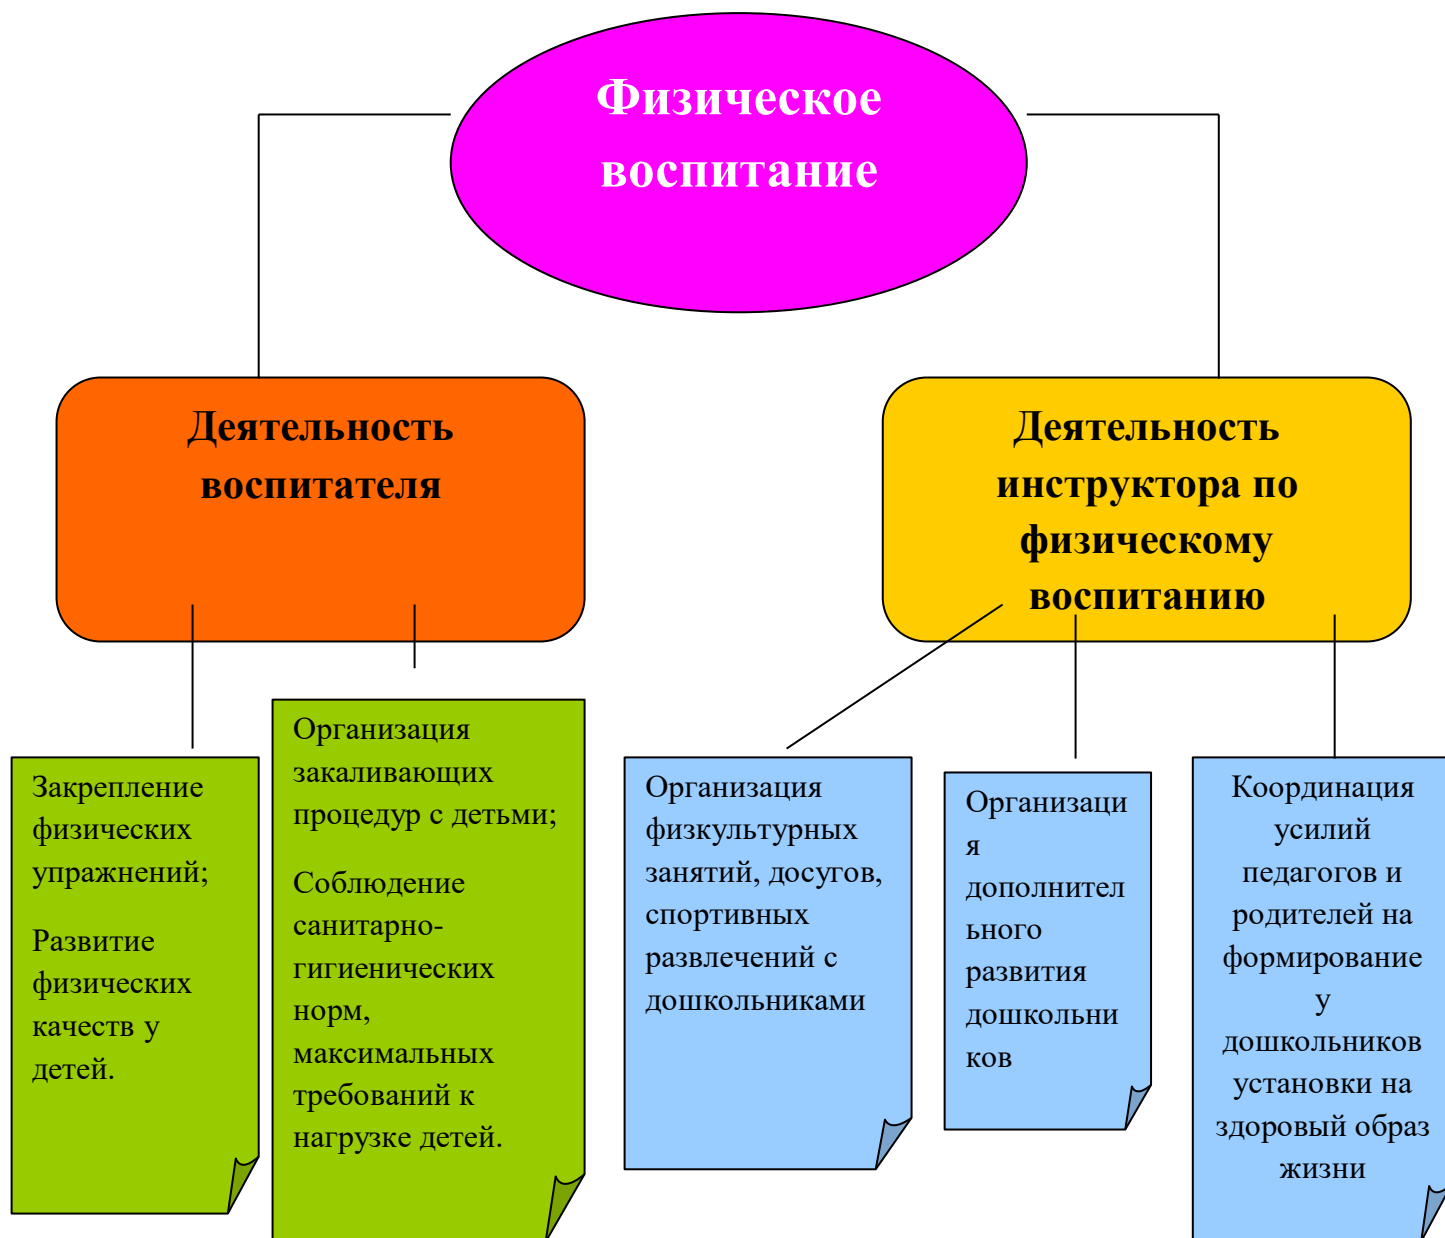 Физическое
воспитание
Деятельность
воспитателя
Деятельность
инструктора по
физическому
воспитанию
Закрепление
физических
упражнений;
Развитие
физических
качеств у
детей.
Организация
закаливающих
процедур с детьми;
Соблюдение
санитарно-
гигиенических
норм,
максимальных
требований к
нагрузке детей.
Организация
физкультурных
занятий, досугов,
спортивных
развлечений с
дошкольниками
Организаци
я
дополнител
ьного
развития
дошкольни
ков
Координация
усилий
педагогов и
родителей на
формирование
у
дошкольников
установки на
здоровый образ
жизни